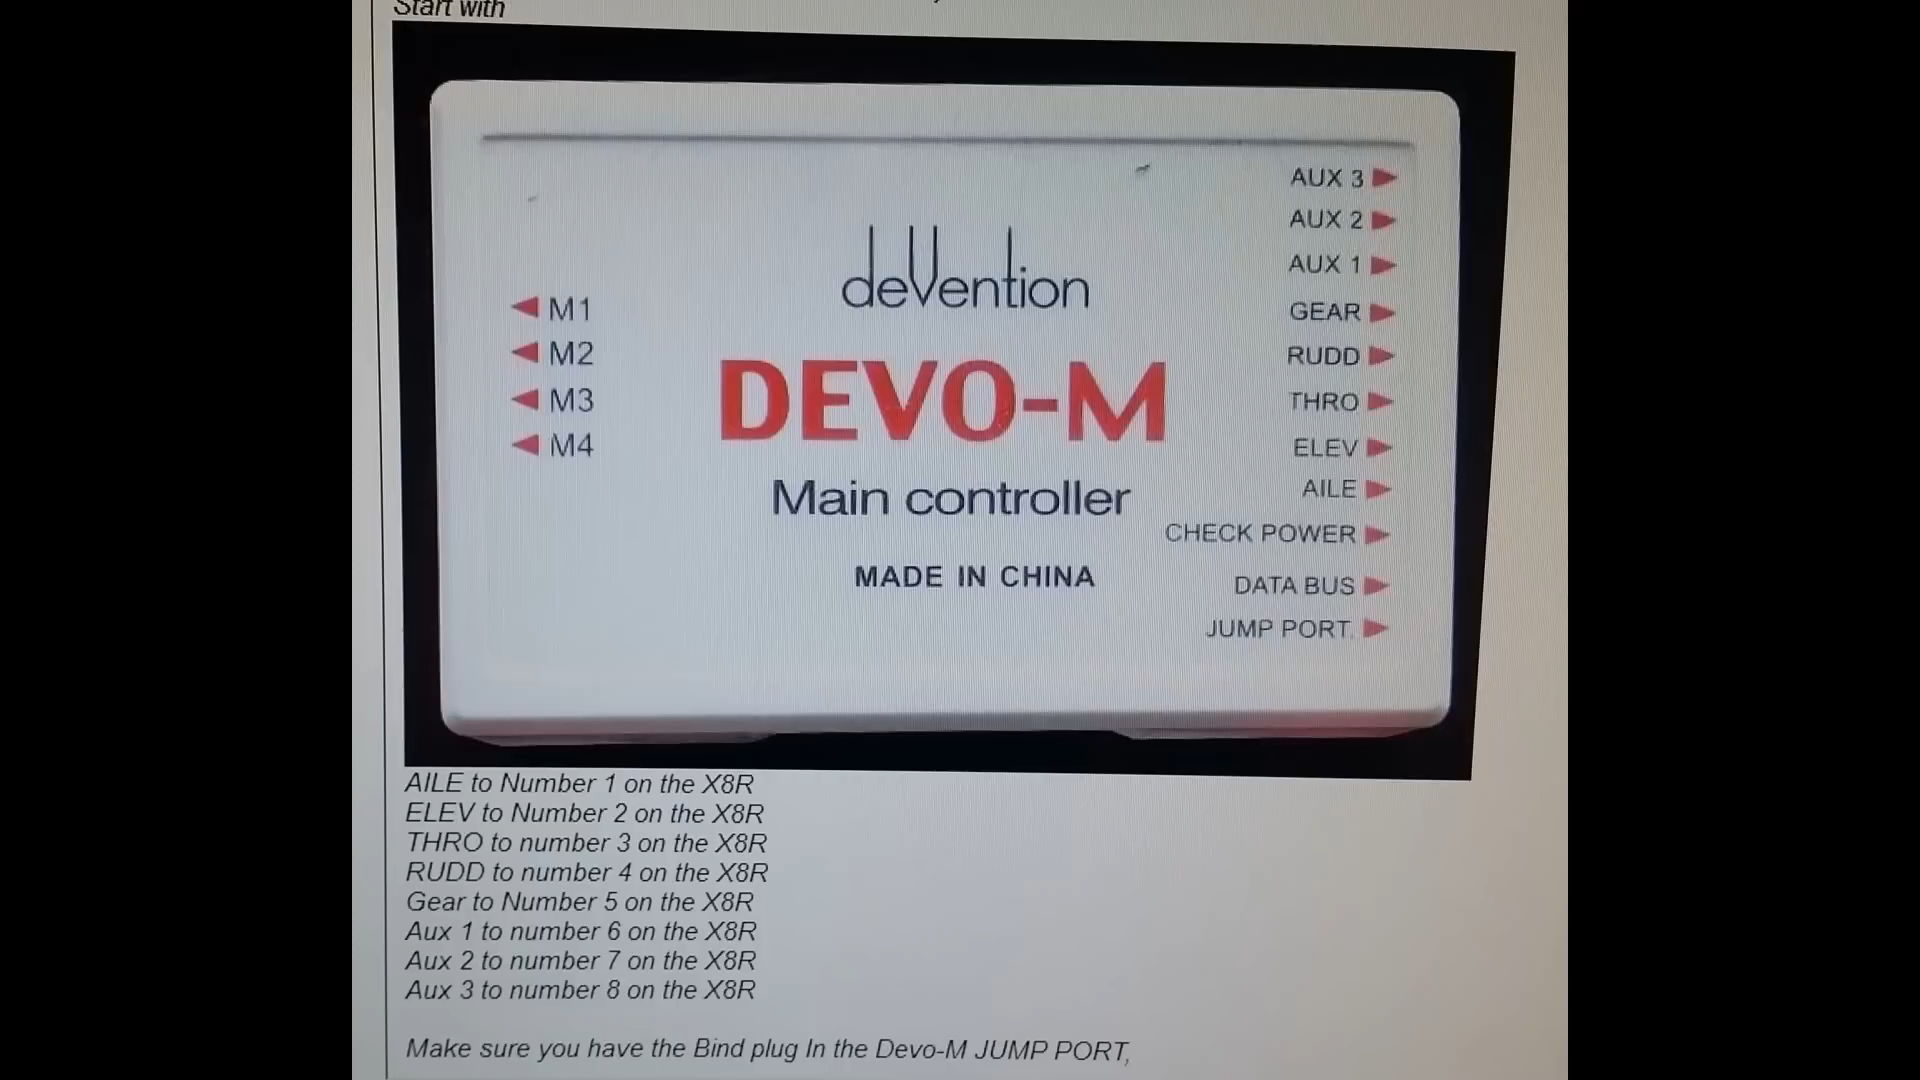 Start with
AUX 3
AUX 2
AUX 1
GEAR
RUDD
THRO
ELEV
AILE
CHECK POWER
DATA BUS
JUMP PORT.
M1
M2
M3
M4
deVention
DEVO-M
Main controller
MADE IN CHINA
AILE to Number 1 on the X8R
ELEV to Number 2 on the X8R
THRO to number 3 on the X8R
RUDD to number 4 on the X8R
Gear to Number 5 on the X8R
Aux 1 to number 6 on the X8R
Aux 2 to number 7 on the X8R
Aux 3 to number 8 on the X8R
Make sure you have the Bind plug In the Devo-M JUMP PORT,